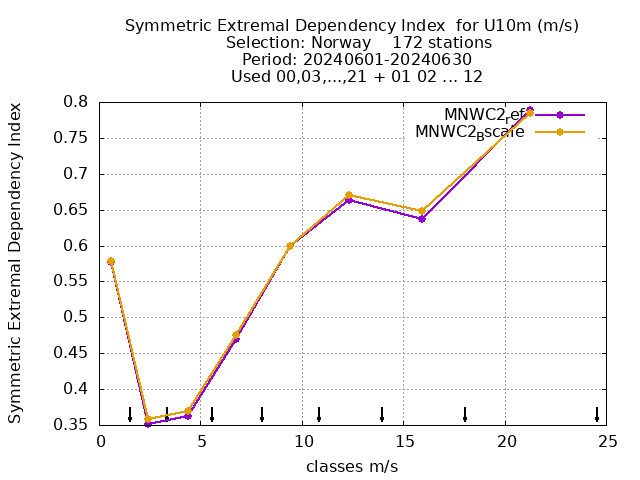 Symmetric Extremal Dependency Index  for U10m (m/s)
Selection: Norway    172 stations
Period: 20240601-20240630
Used 00,03,...,21 + 01 02 ... 12
Symmetric Extremal Dependency Index
0.8
0.75
0.7
0.65
0.6
0.55
0.5
0.45
0.4
0.35
MNWC2ref
MNWC2Bscale
0 5 10 15 20 25
classes m/s